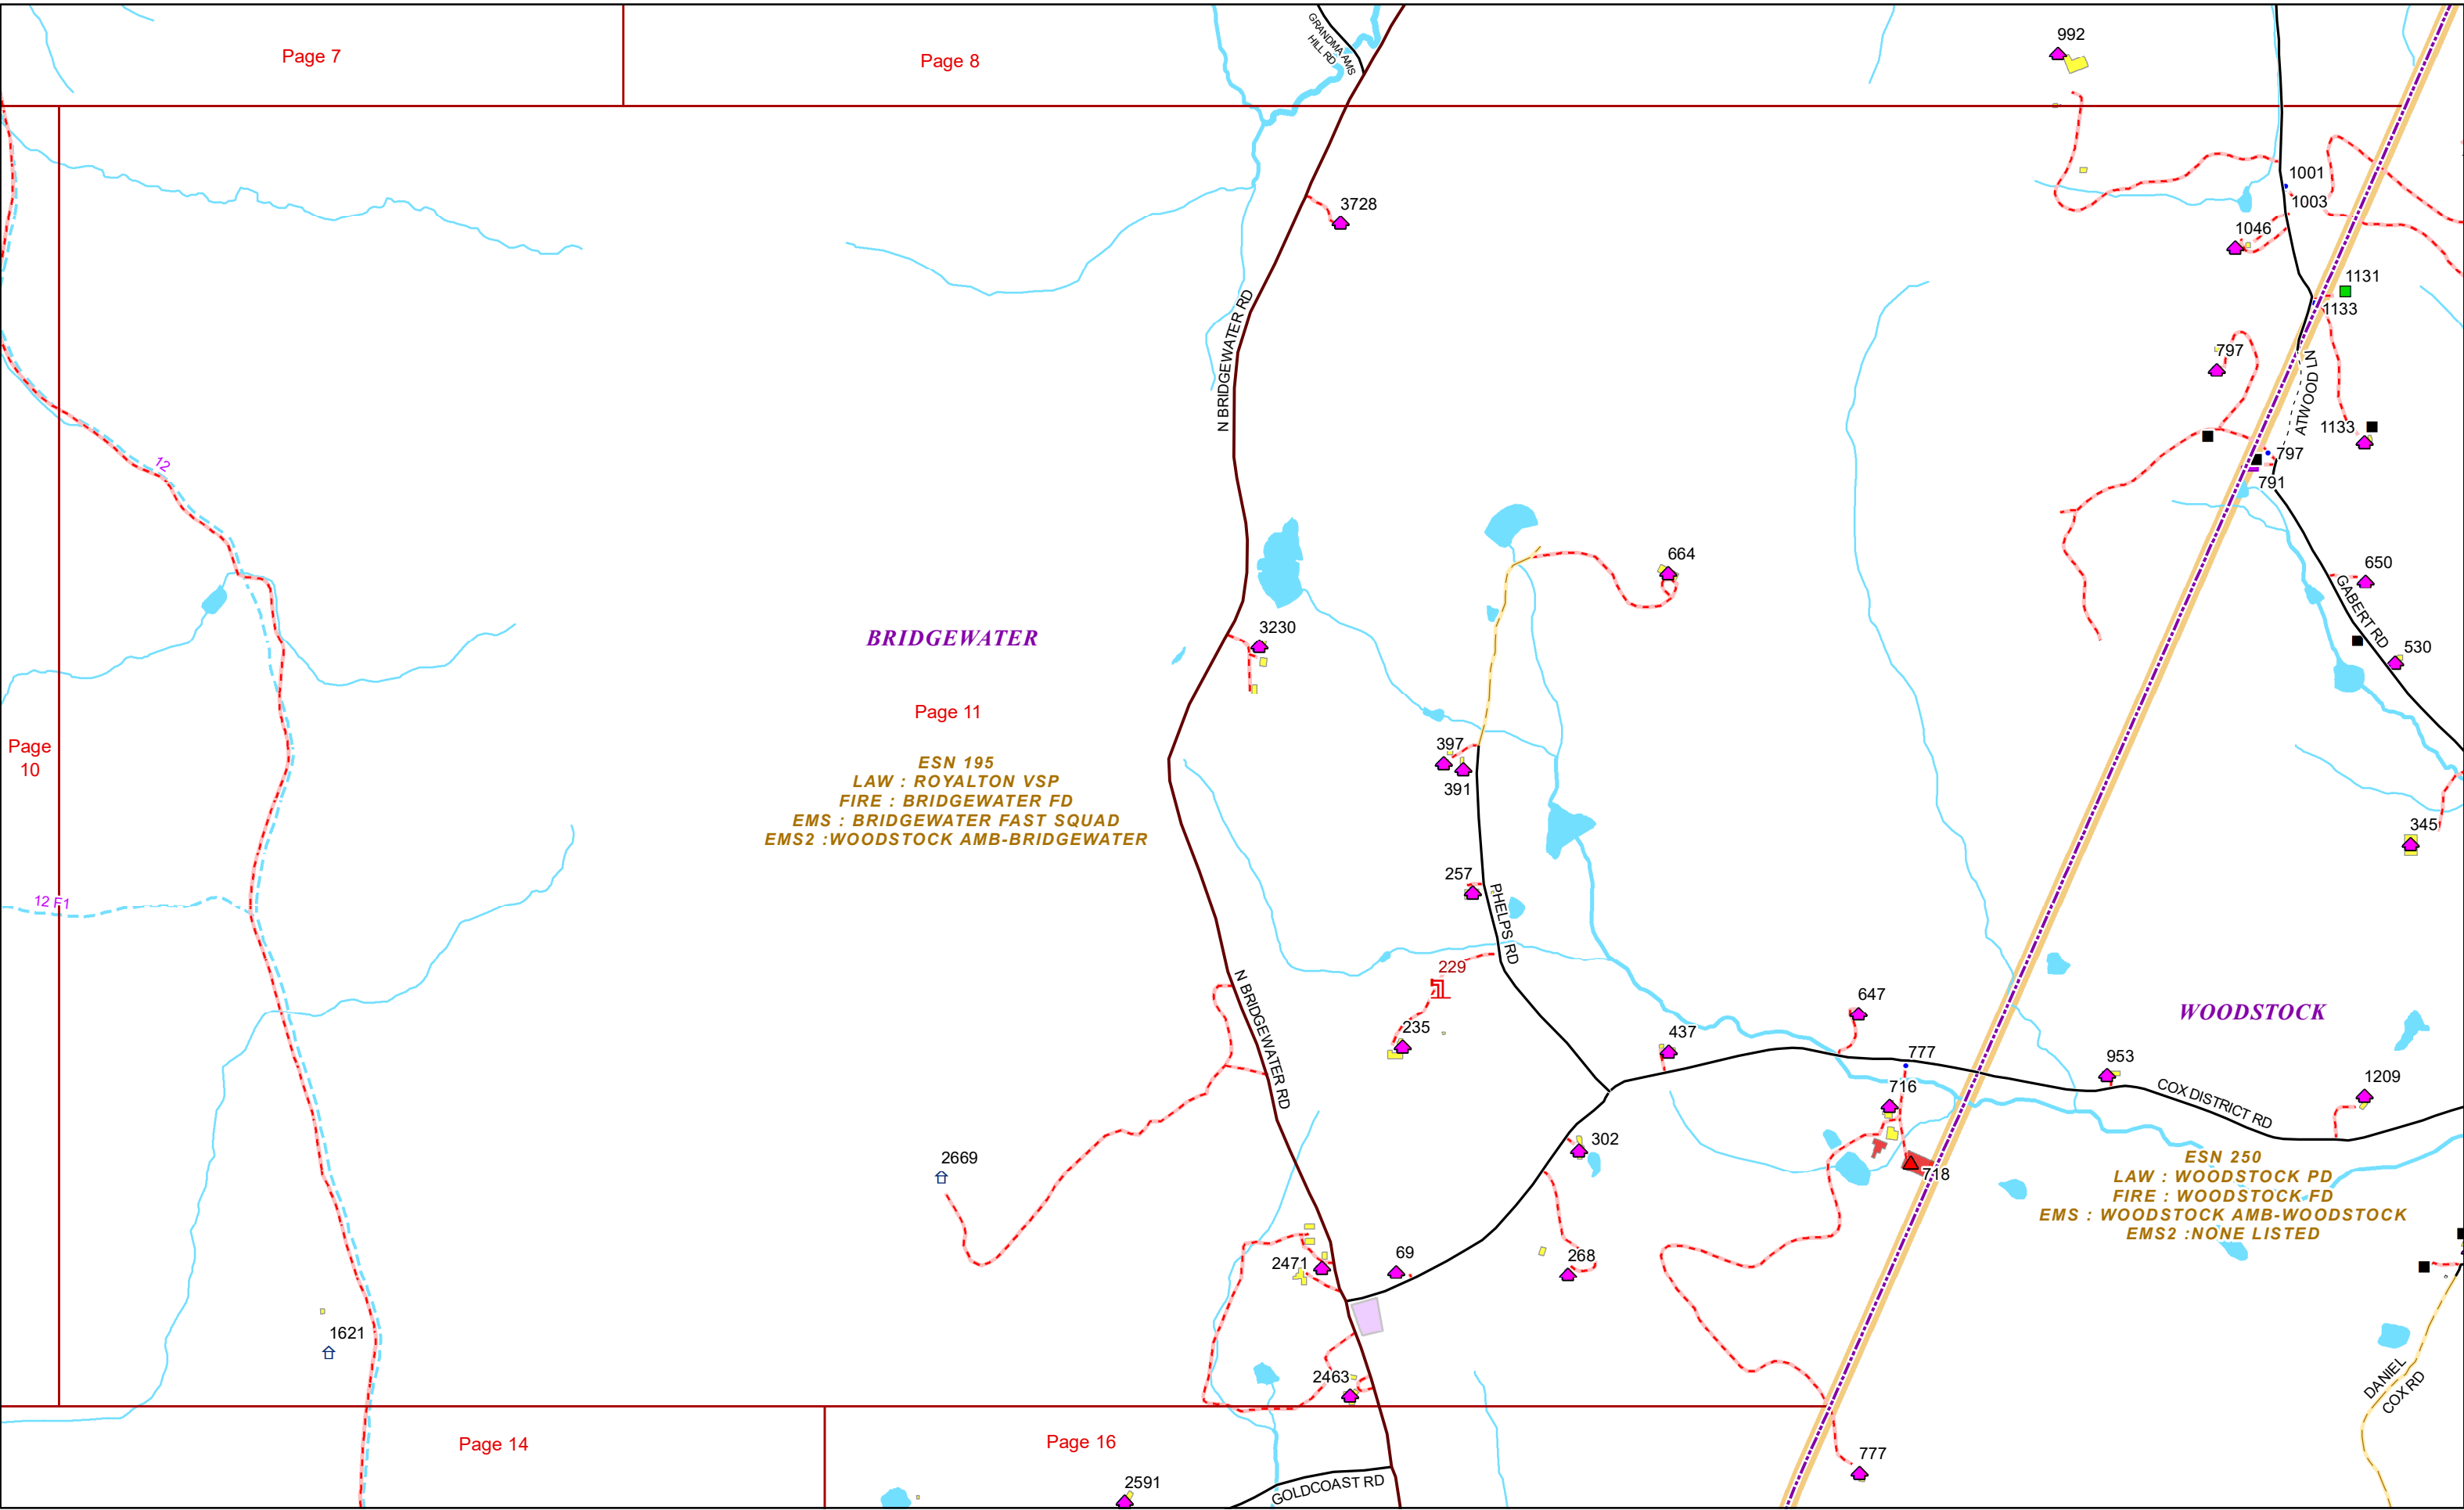 Page 7
Page 8
GRANDMA AMS
HILL RD
992
3728
1001
1003
1046
1131
1133
N BRIDGEWATER RD
797
ATWOOD LN
1133
797
791
12
664
650
GABERT RD
530
3230
BRIDGEWATER
Page 11
Page
10
397
391
ESN 195
LAW : ROYALTON VSP
FIRE : BRIDGEWATER FD
EMS : BRIDGEWATER FAST SQUAD
EMS2 :WOODSTOCK AMB-BRIDGEWATER
345
257
PHELPS RD
12 F1
229
N BRIDGEWATER RD
235
647
437
777
716
WOODSTOCK
953
1209
COX DISTRICT RD
302
2669
718
ESN 250
LAW : WOODSTOCK PD
FIRE : WOODSTOCK FD
EMS : WOODSTOCK AMB-WOODSTOCK
EMS2 :NONE LISTED
2471
69
268
1621
2463
DANIEL
COX RD
Page 14
Page 16
777
2591
GOLDCOAST RD